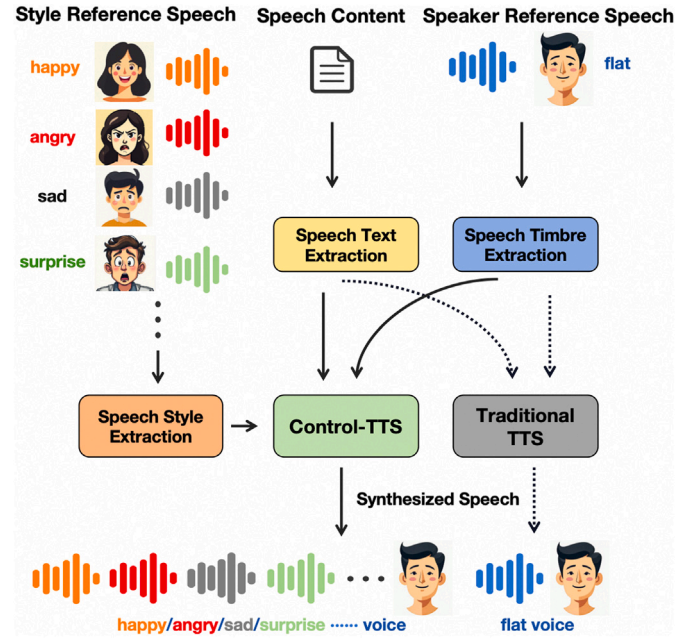 Style Reference Speech
Speech Content
Speaker Reference Speech
happy
flat
angry
sad
surprise
Speech Text
Extraction
Speech Timbre
Extraction
Speech Style
Extraction
Control-TTS
Traditional
TTS
Synthesized Speech
happy/angry/sad/surprise ...... voice
flat voice